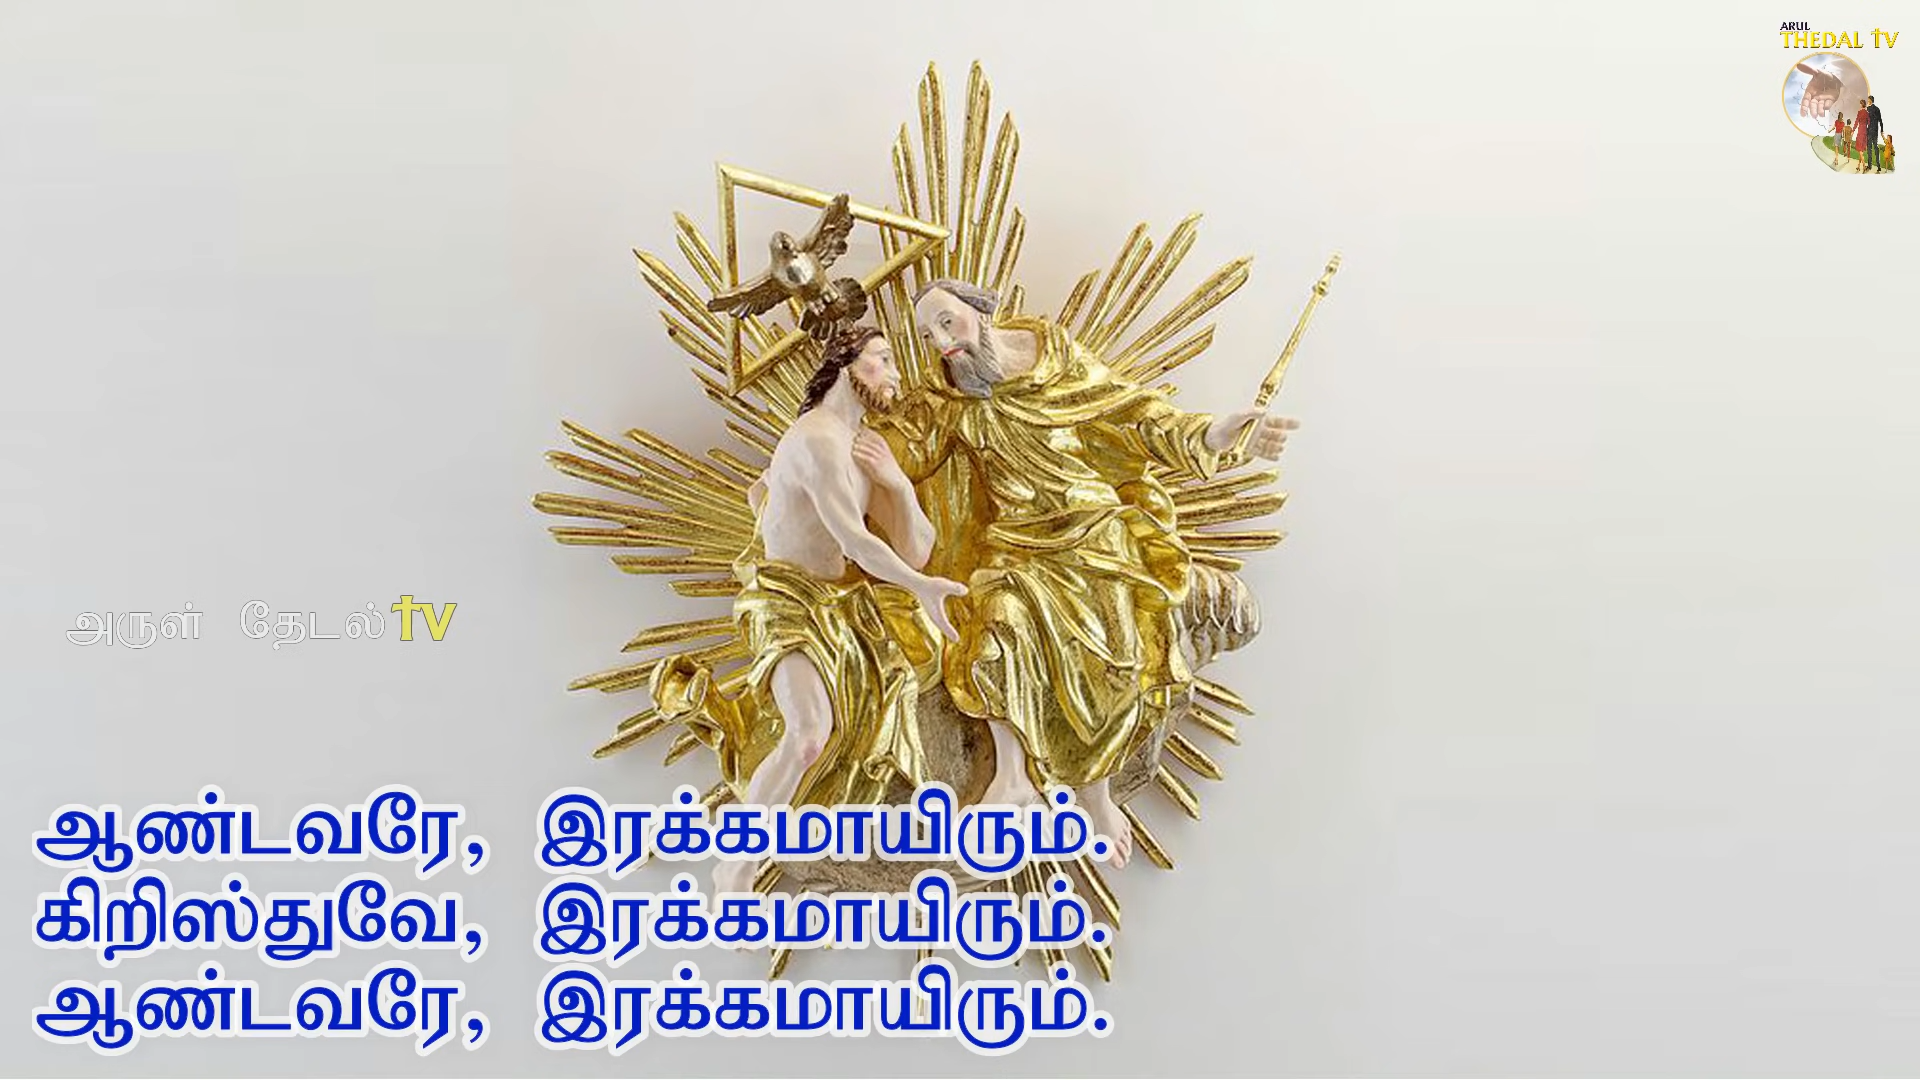 ARUL
THEDAL TV
அருள் தேடல் TV
ஆண்டவரே, இரக்கமாயிரும்.
கிறிஸ்துவே, இரக்கமாயிரும்.
ஆண்டவரே, இரக்கமாயிரும்.